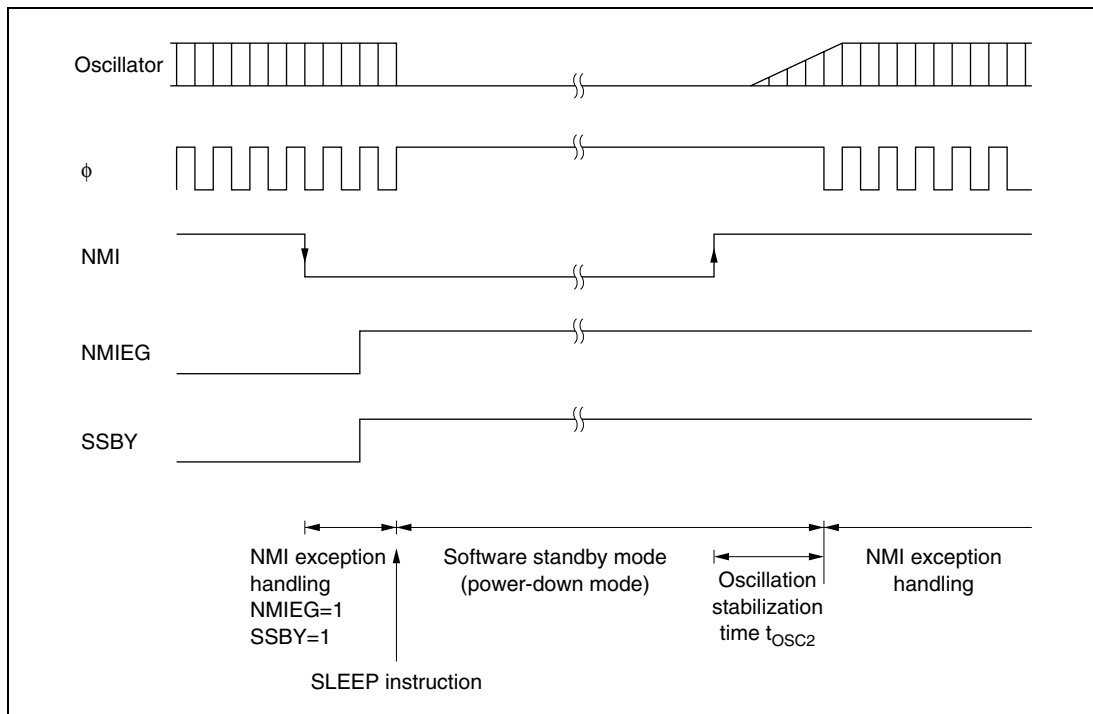 Oscillator
φ
NMI
NMIEG
SSBY
NMI exception
handling
NMIEG=1
SSBY=1
Software standby mode
(power-down mode)
Oscillation
stabilization
time tOSC2
NMI exception
handling
SLEEP instruction